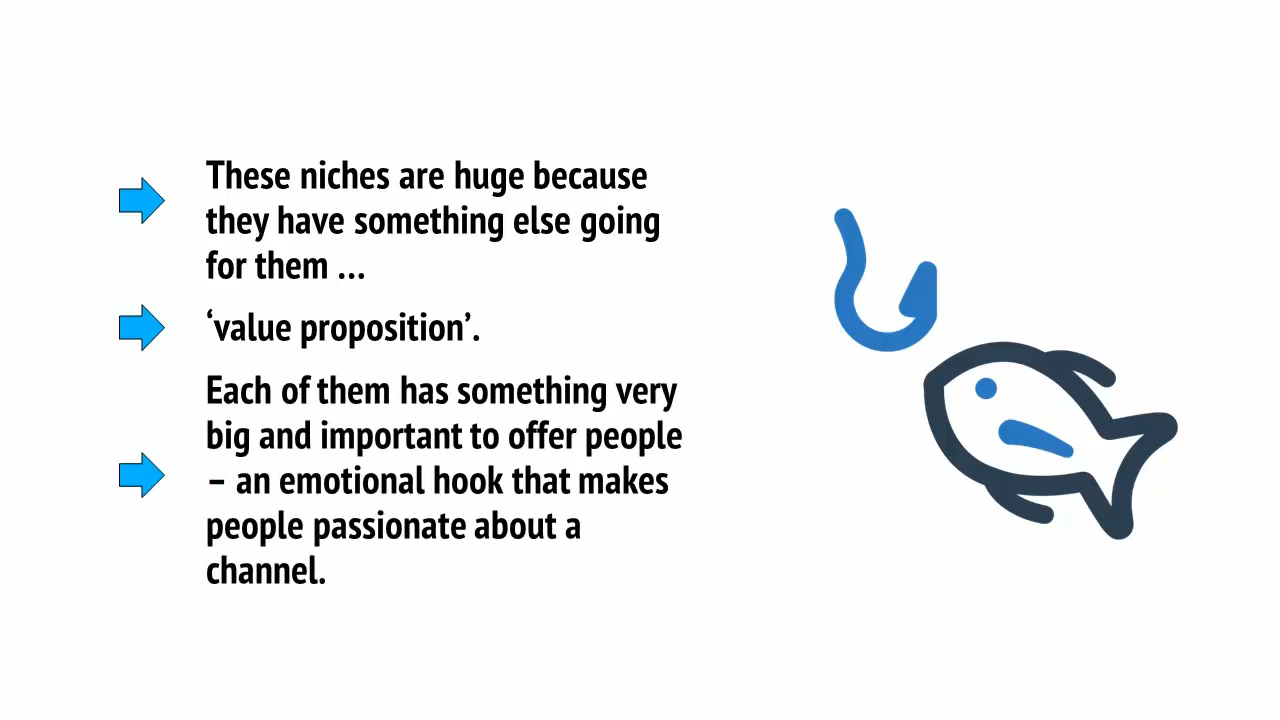 These niches are huge because
they have something else going
for them …
‘value proposition’.
Each of them has something very
big and important to offer people
– an emotional hook that makes
people passionate about a
channel.